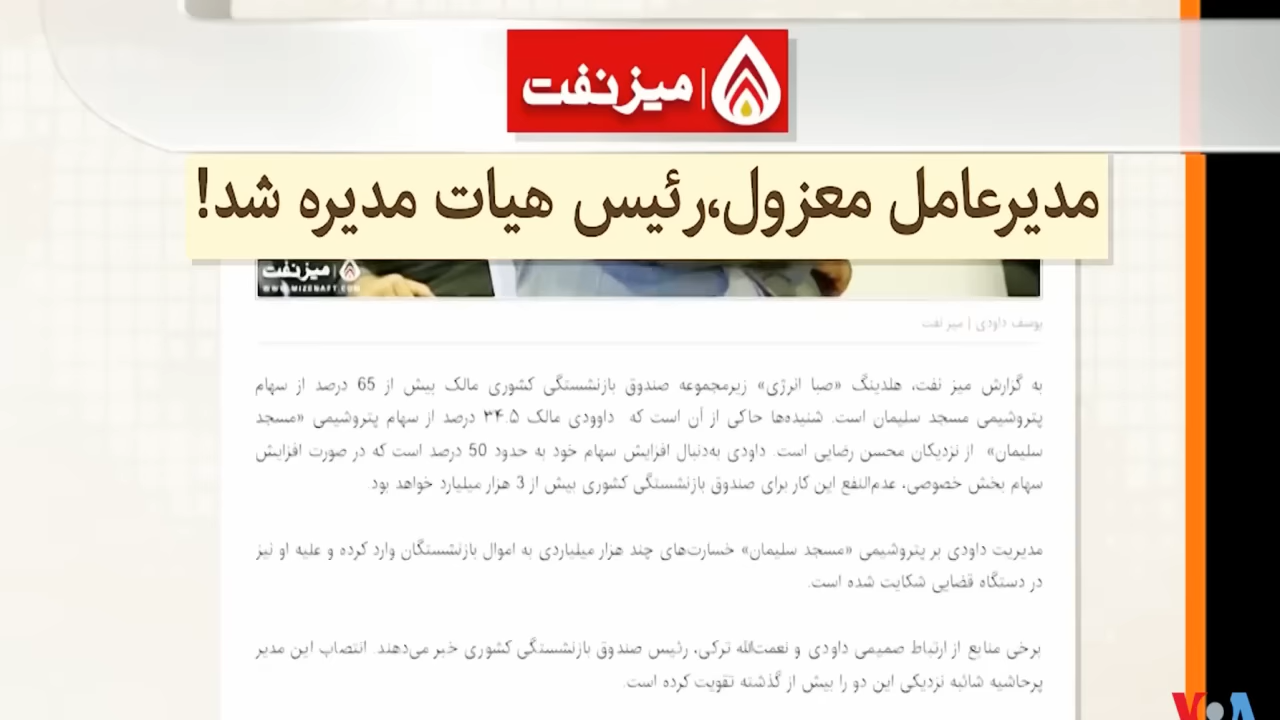 میز نفت
مدیرعامل معزول،رئیس هیات مدیره شد!
میز نفت
WWW.MIZENAFT.COM
یوسف داودی | میز نفت
به گزارش میز نفت، هلدینگ «صبا انرژی» زیرمجموعه صندوق بازنشستگی کشوری مالک بیش از 65 درصد از سهام
پتروشیمی مسجد سلیمان است. شنیده‌ها حاکی از آن است که داوودی مالک ۳۴.۵ درصد از سهام پتروشیمی «مسجد
سلیمان» از نزدیکان محسن رضایی است. داودی به‌دنبال افزایش سهام خود به حدود 50 درصد است که در صورت افزایش
سهام بخش خصوصی، عدم‌النفع این کار برای صندوق بازنشستگی کشوری بیش از 3 هزار میلیارد خواهد بود.
مدیریت داودی بر پتروشیمی «مسجد سلیمان» خسارت‌های چند هزار میلیاردی به اموال بازنشستگان وارد کرده و علیه او نیز
در دستگاه قضایی شکایت شده است.
برخی منابع از ارتباط صمیمی داودی و نعمت‌الله ترکی، رئیس صندوق بازنشستگی کشوری خبر می‌دهند. انتصاب این مدیر
پرحاشیه شائبه نزدیکی این دو را بیش از گذشته تقویت کرده است.
VOA